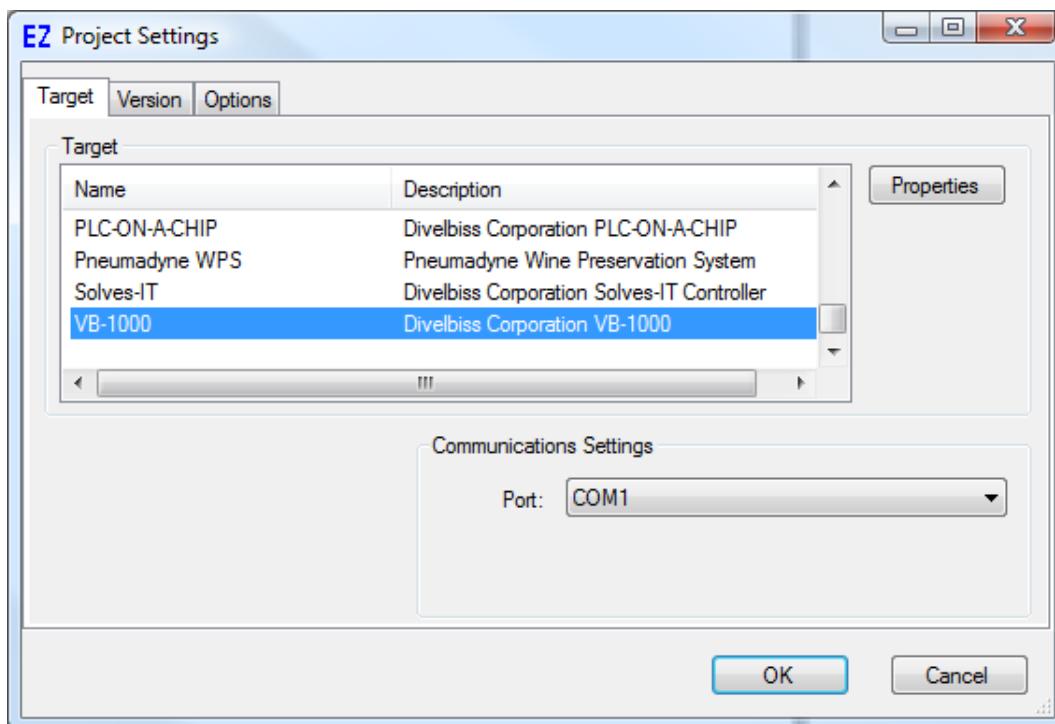 EZ Project Settings
Target Version Options
Target
Name Description
PLC-ON-A-CHIP Divelbiss Corporation PLC-ON-A-CHIP
Pneumadyne WPS Pneumadyne Wine Preservation System
Solves-IT Divelbiss Corporation Solves-IT Controller
VB-1000 Divelbiss Corporation VB-1000
Properties
Communications Settings
Port: COM1
OK Cancel